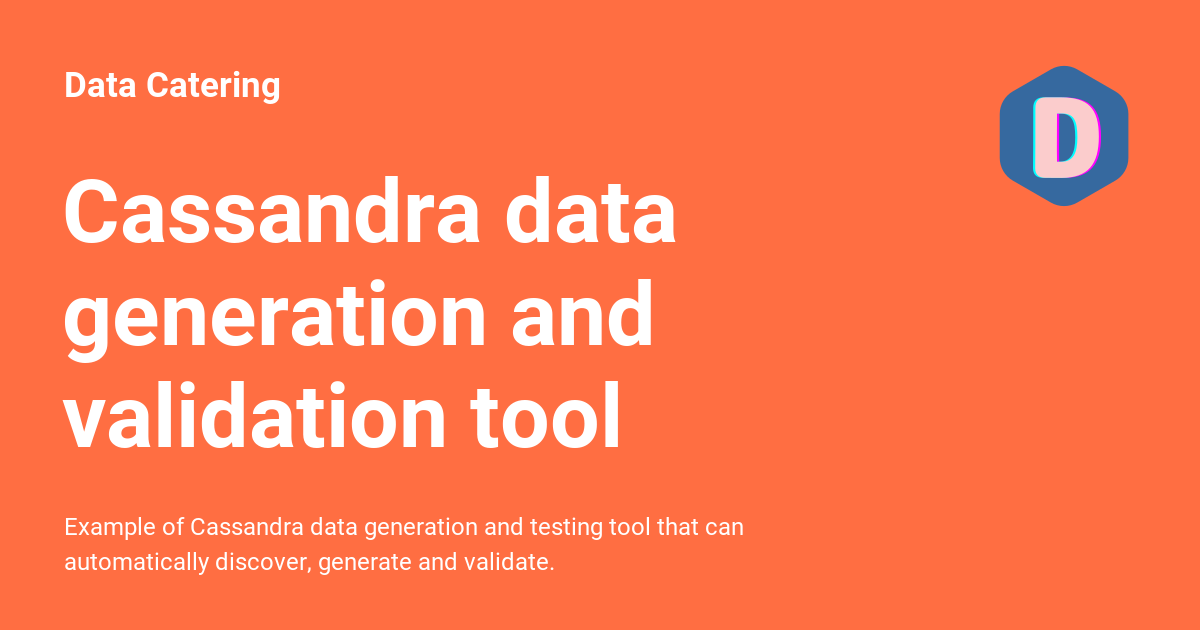 Data Catering
D
Cassandra data
generation and
validation tool
Example of Cassandra data generation and testing tool that can
automatically discover, generate and validate.